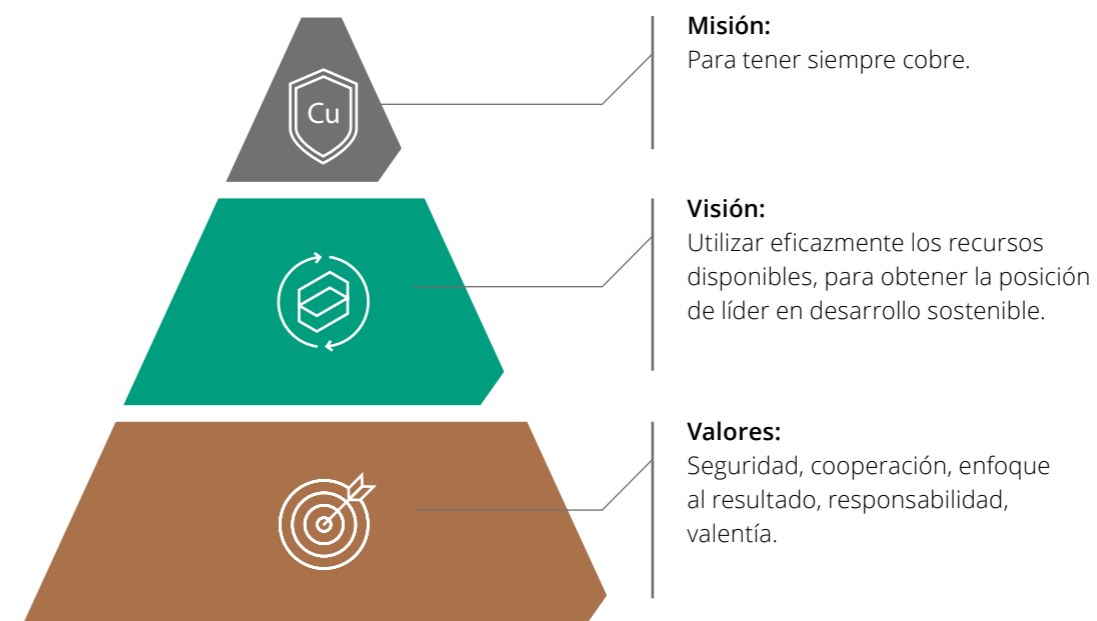 Cu
Misión:
Para tener siempre cobre.
Visión:
Utilizar eficazmente los recursos
disponibles, para obtener la posición
de líder en desarrollo sostenible.
Valores:
Seguridad, cooperación, enfoque
al resultado, responsabilidad,
valentía.